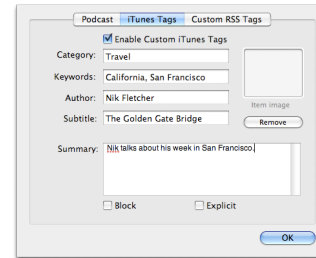 Podcast iTunes Tags Custom RSS Tags
Enable Custom iTunes Tags
Category: Travel
Keywords: California, San Francisco
Author: Nik Fletcher
Item image
Subtitle: The Golden Gate Bridge
Remove
Summary: Nik talks about his week in San Francisco.
Block Explicit
OK